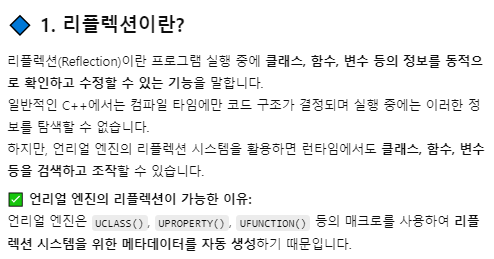 1. 리플렉션이란?
리플렉션(Reflection)이란 프로그램 실행 중에 클래스, 함수, 변수 등의 정보를 동적으
로 확인하고 수정할 수 있는 기능을 말합니다.
일반적인 C++에서는 컴파일 타임에만 코드 구조가 결정되며 실행 중에는 이러한 정
보를 탐색할 수 없습니다.
하지만, 언리얼 엔진의 리플렉션 시스템을 활용하면 런타임에서도 클래스, 함수, 변수
등을 검색하고 조작할 수 있습니다.
✅ 언리얼 엔진의 리플렉션이 가능한 이유:
언리얼 엔진은 UCLASS(), UPROPERTY(), UFUNCTION() 등의 매크로를 사용하여 리플
렉션 시스템을 위한 메타데이터를 자동 생성하기 때문입니다.